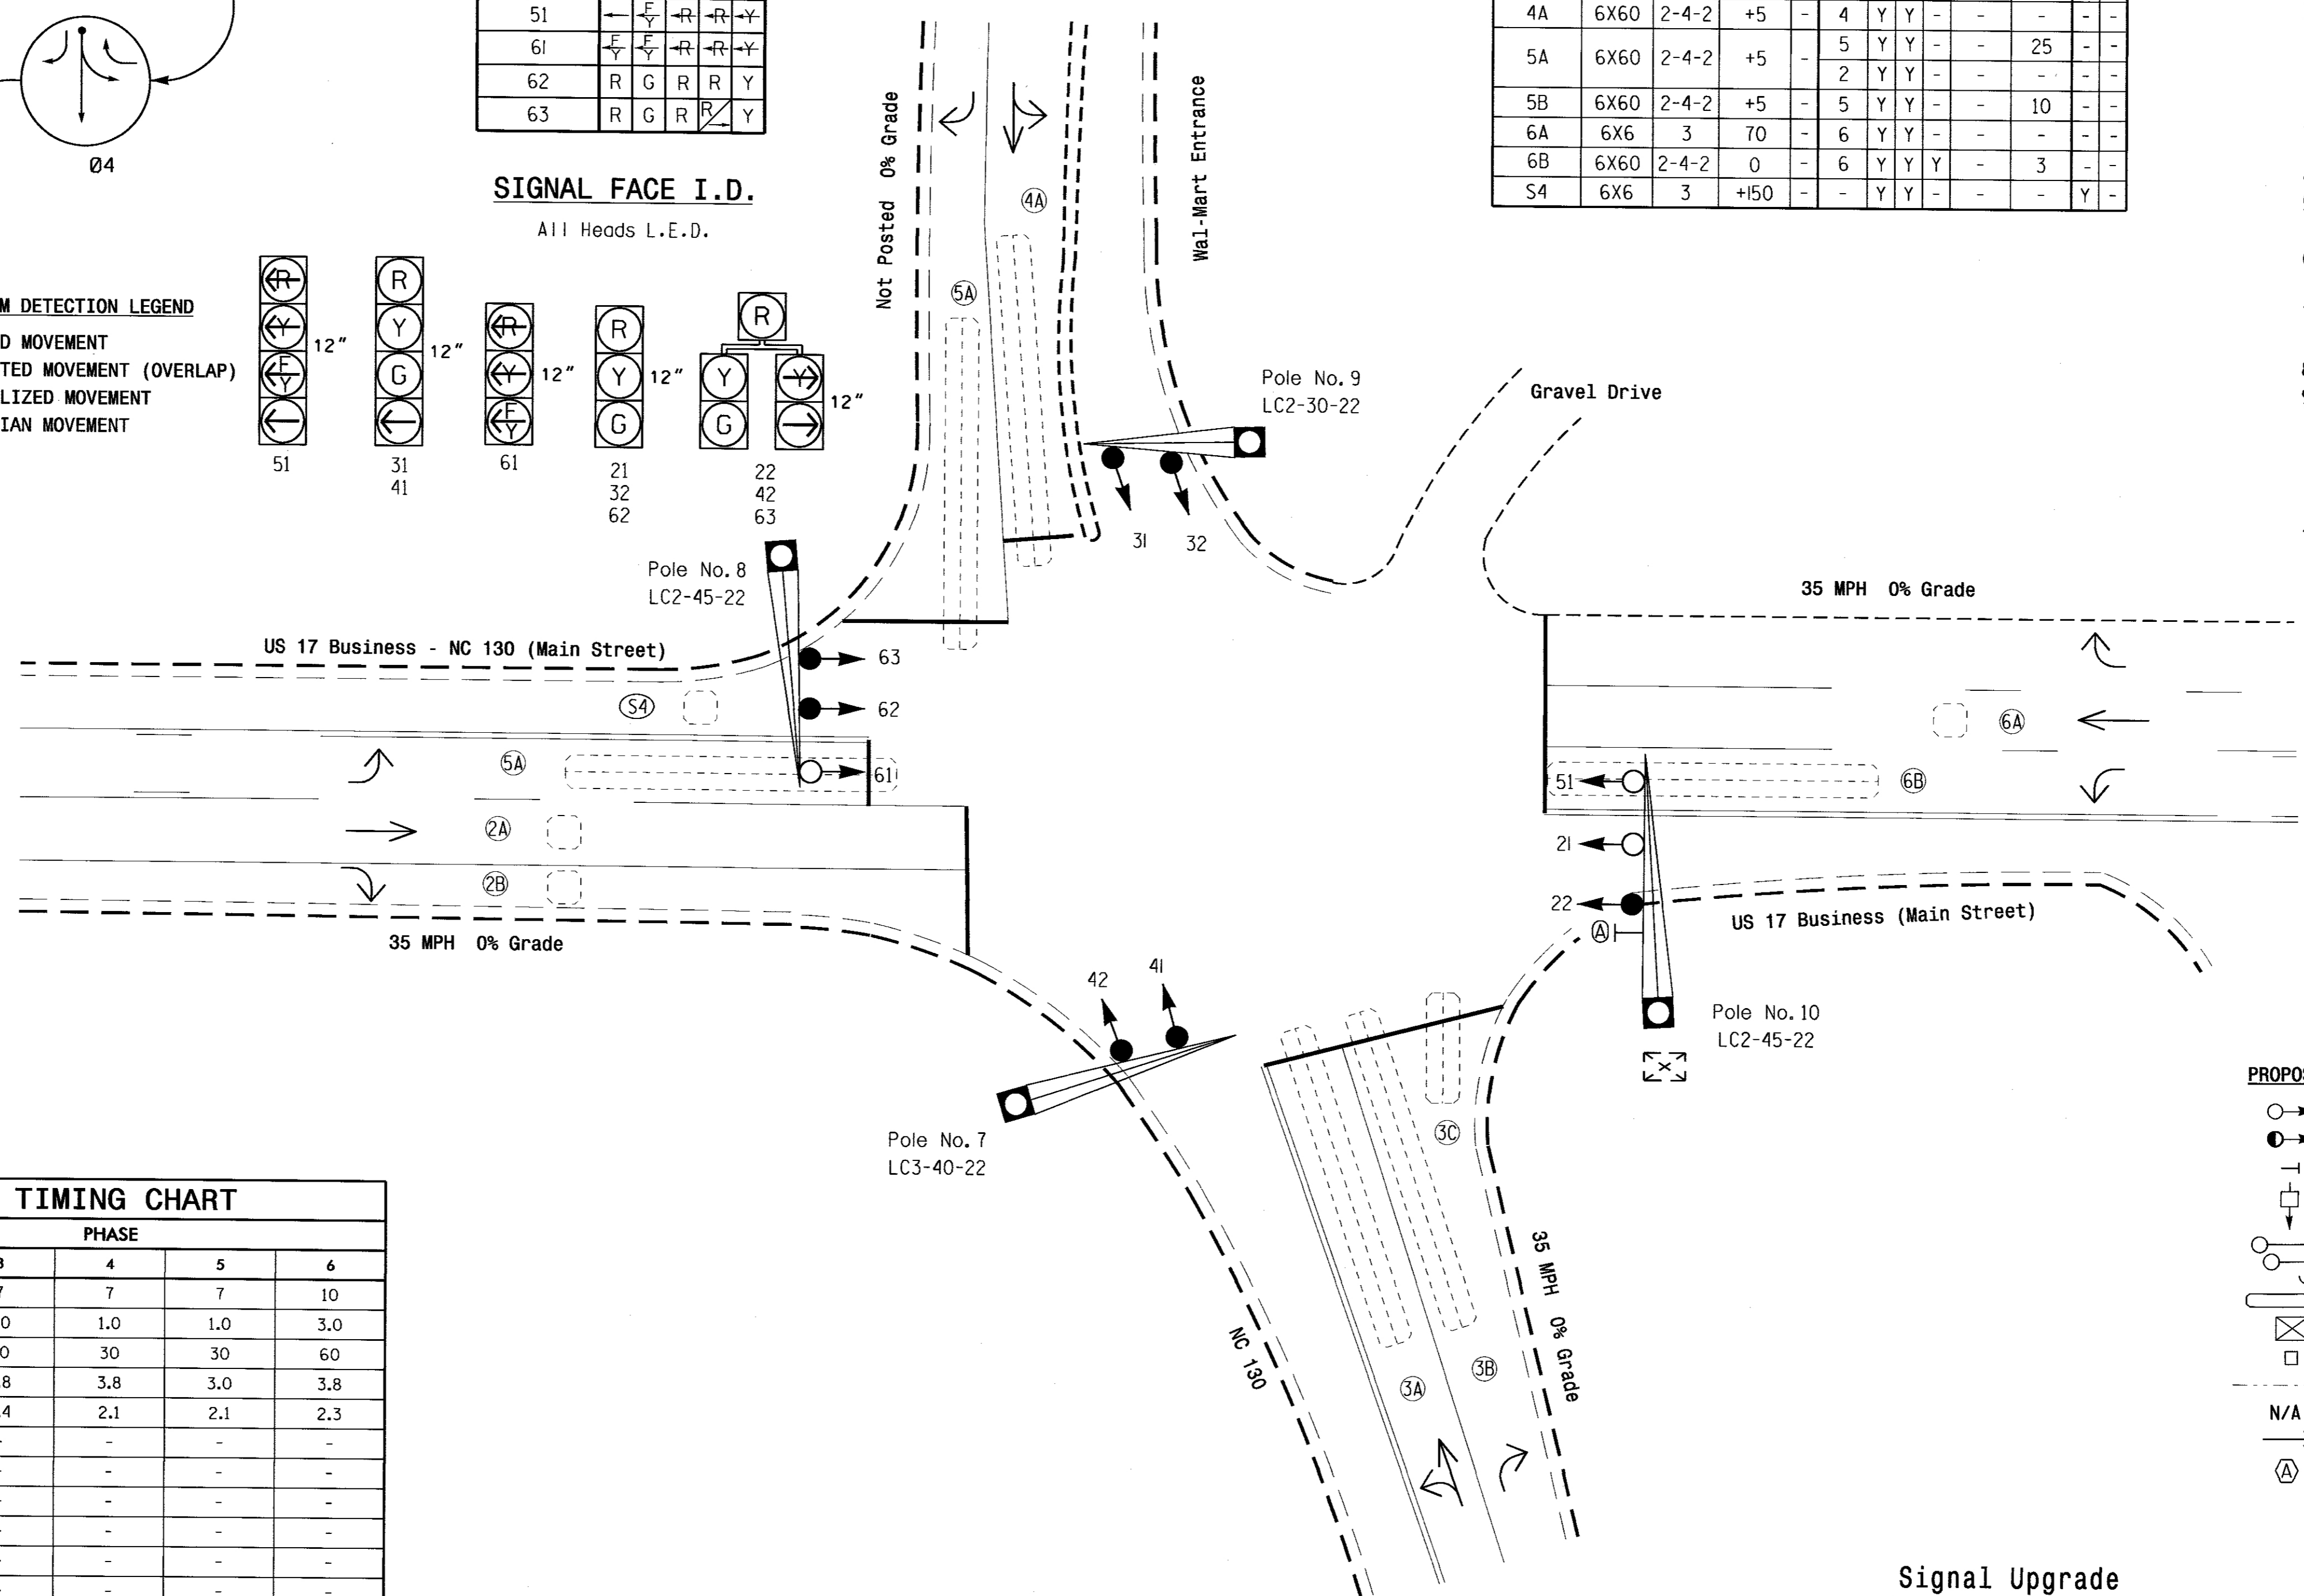 51 ← F/Y R R Y
61 F/Y F/Y R R Y
62 R G R R Y
63 R G R R Y
4A 6X60 2-4-2 +5 - 4 Y Y - - - - -
5A 6X60 2-4-2 +5 - 5 Y Y - - 25 - -
2 Y Y - - - - -
5B 6X60 2-4-2 +5 - 5 Y Y - - 10 - -
6A 6X6 3 70 - 6 Y Y - - - - -
6B 6X60 2-4-2 0 - 6 Y Y Y - 3 - -
S4 6X6 3 +150 - - Y Y - - - Y -
Ø4
SIGNAL FACE I.D.
All Heads L.E.D.
M DETECTION LEGEND
D MOVEMENT
TED MOVEMENT (OVERLAP)
LIZED MOVEMENT
IAN MOVEMENT
R Y F/Y 12" 51
R Y G 12" 31 41
R Y F/Y 12" 61
R Y G 12" 21 32 62
R Y Y G 12" 22 42 63
Not Posted 0% Grade
Wal-Mart Entrance
4A
5A
Pole No. 9
LC2-30-22
31 32
Gravel Drive
Pole No. 8
LC2-45-22
35 MPH 0% Grade
US 17 Business - NC 130 (Main Street)
63
S4
62
6A
5A
61
51
6B
2A
21
2B
22
A
US 17 Business (Main Street)
35 MPH 0% Grade
42 41
Pole No. 10
LC2-45-22
Pole No. 7
LC3-40-22
3C
X
NC 130
35 MPH 0% Grade
3A
3B
TIMING CHART
PHASE
3 4 5 6
7 7 7 10
0 1.0 1.0 3.0
0 30 30 60
8 3.8 3.0 3.8
4 2.1 2.1 2.3
- - - -
- - - -
- - - -
- - - -
- - - -
- - - -
PROPOS
N/A
A
Signal Upgrade